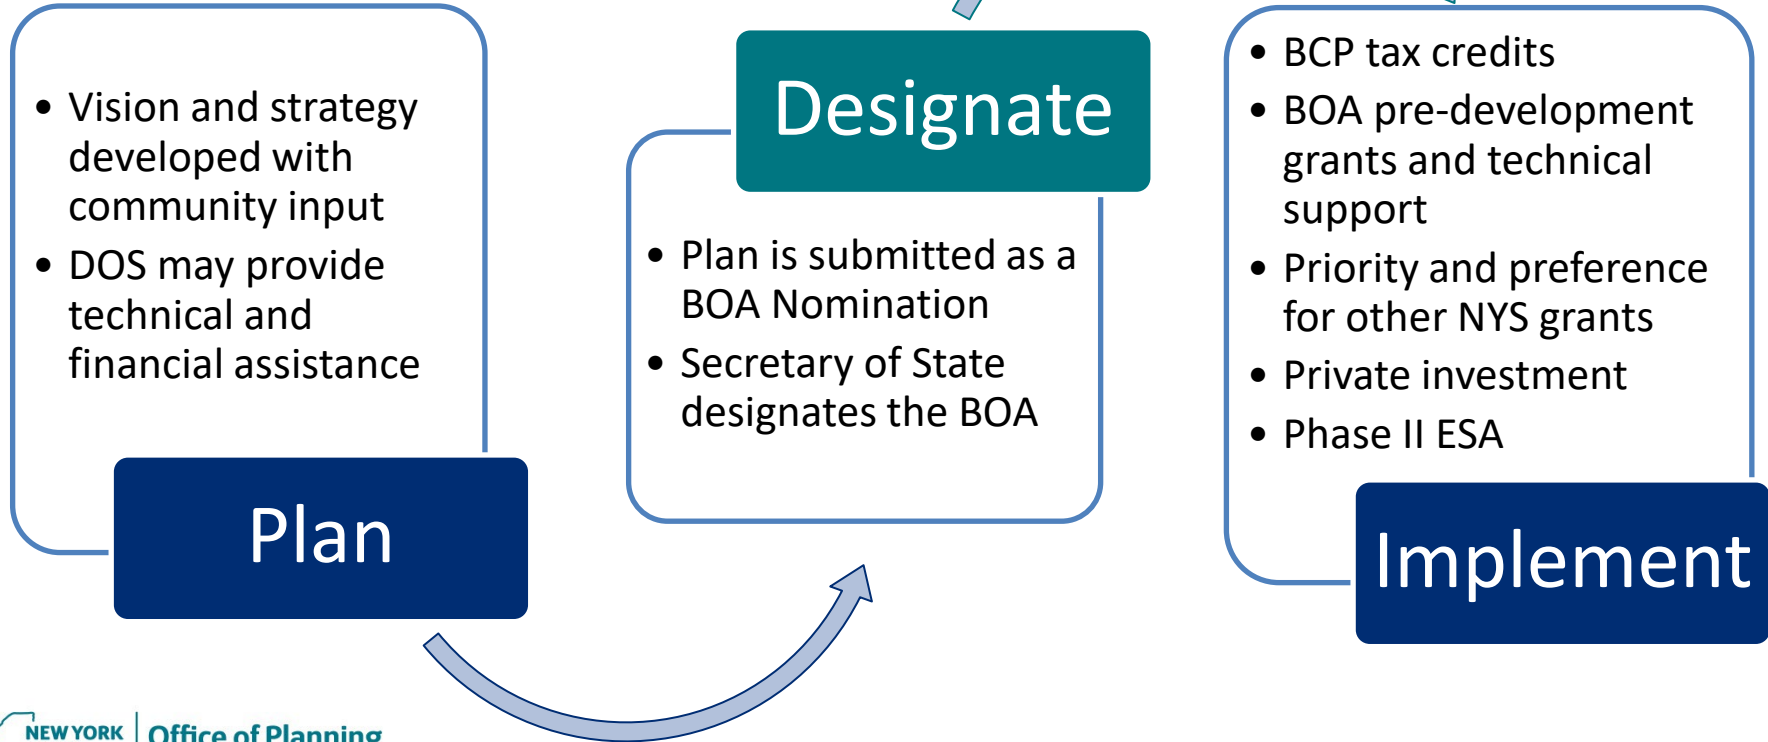 • Vision and strategy
developed with
community input
• DOS may provide
technical and
financial assistance
Plan
Designate
• Plan is submitted as a
BOA Nomination
• Secretary of State
designates the BOA
• BCP tax credits
• BOA pre-development
grants and technical
support
• Priority and preference
for other NYS grants
• Private investment
• Phase II ESA
Implement
NEW YORK
Office of Planning